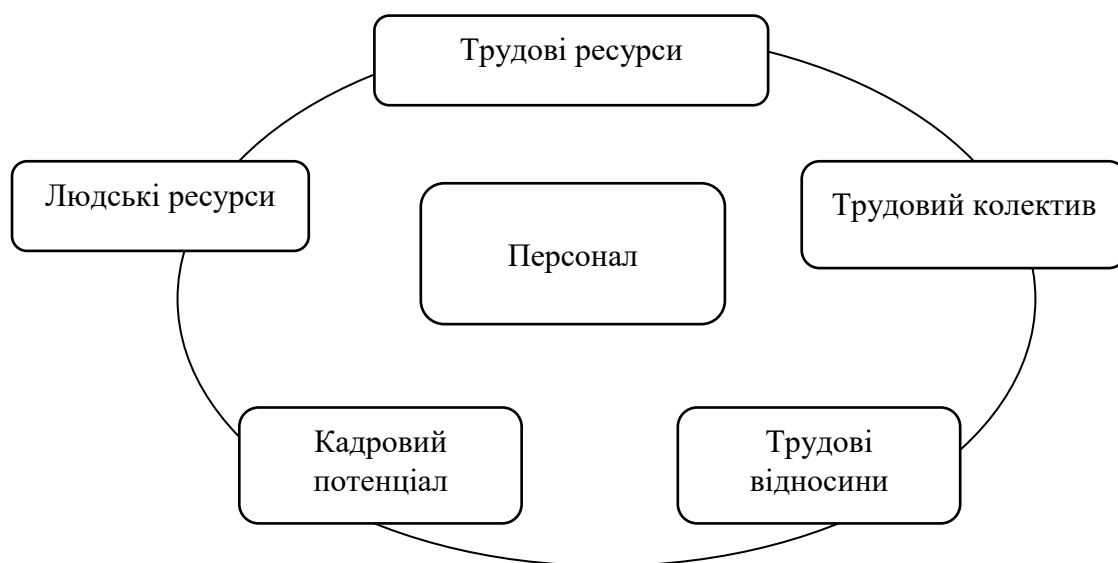 Трудові ресурси
Людські ресурси
Трудовий колектив
Персонал
Кадровий
потенціал
Трудові
відносини